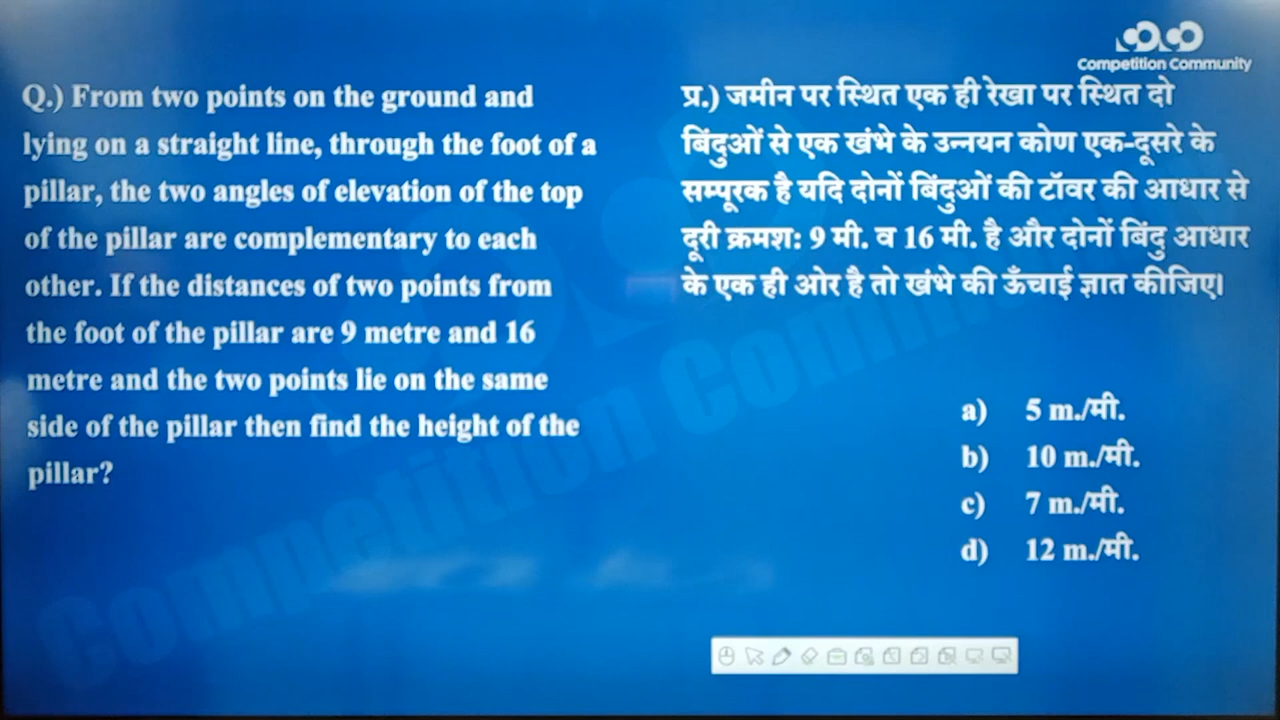 Competition Community
Q.) From two points on the ground and
lying on a straight line, through the foot of a
pillar, the two angles of elevation of the top
of the pillar are complementary to each
other. If the distances of two points from
the foot of the pillar are 9 metre and 16
metre and the two points lie on the same
side of the pillar then find the height of the
pillar?
प्र.) जमीन पर स्थित एक ही रेखा पर स्थित दो
बिंदुओं से एक खंभे के उन्नयन कोण एक-दूसरे के
सम्पूरक है यदि दोनों बिंदुओं की टॉवर की आधार से
दूरी क्रमश: 9 मी. व 16 मी. है और दोनों बिंदु आधार
के एक ही ओर है तो खंभे की ऊँचाई ज्ञात कीजिए।
a) 5 m./मी.
b) 10 m./मी.
c) 7 m./मी.
d) 12 m./मी.
Competition Community